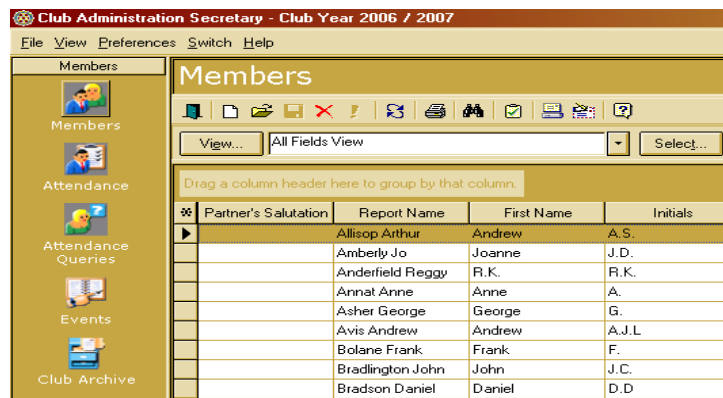 Club Administration Secretary - Club Year 2006 / 2007
File View Preferences Switch Help
Members
Members
Attendance
Attendance
Queries
Events
Club Archive
Members
View... All Fields View Select...
Drag a column header here to group by that column.
Partner's Salutation Report Name First Name Initials
Allisop Arthur Andrew A.S.
Amberly Jo Joanne J.D.
Anderfield Reggy R.K. R.K.
Annat Anne Anne A.
Asher George George G.
Avis Andrew Andrew A.J.L
Bolane Frank Frank F.
Bradlington John John J.C.
Bradson Daniel Daniel D.D